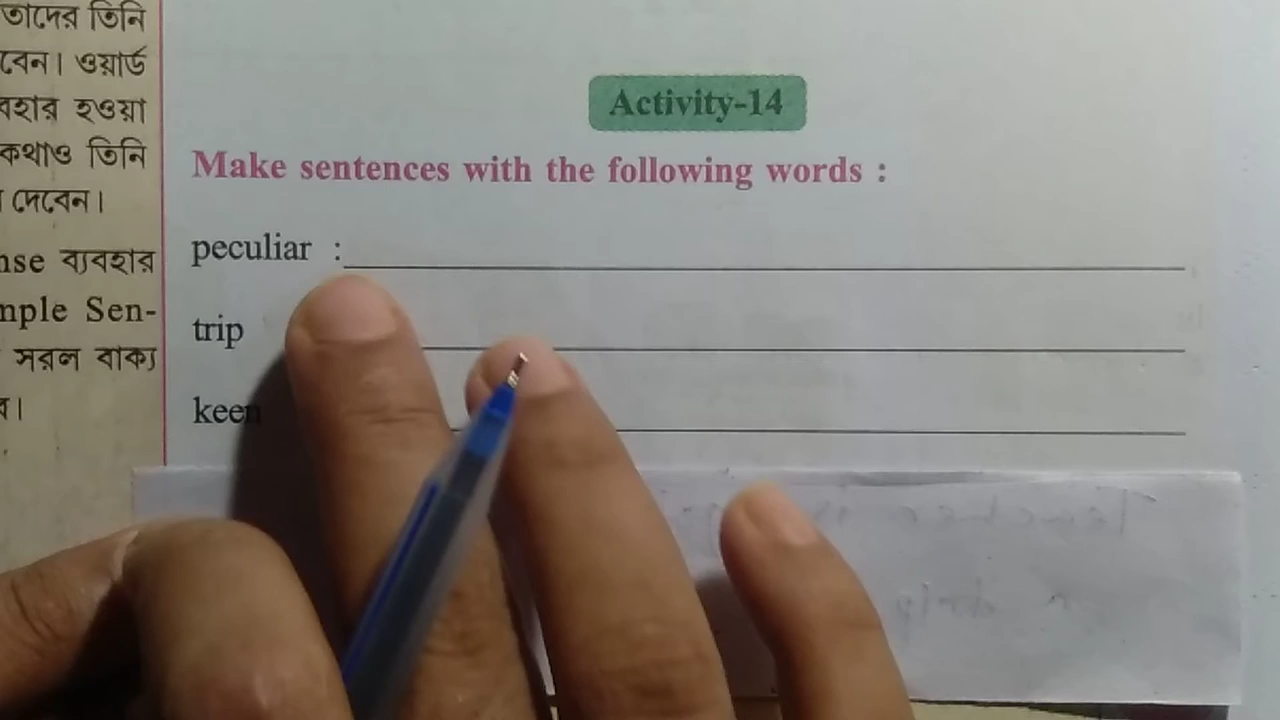 তাদের তিনি
বেন। ওয়ার্ড
বহার হওয়া
কথাও তিনি
দেবেন।
nse ব্যবহার
mple Sen-
সরল বাক্য
Activity-14
Make sentences with the following words :
peculiar :
trip
keen